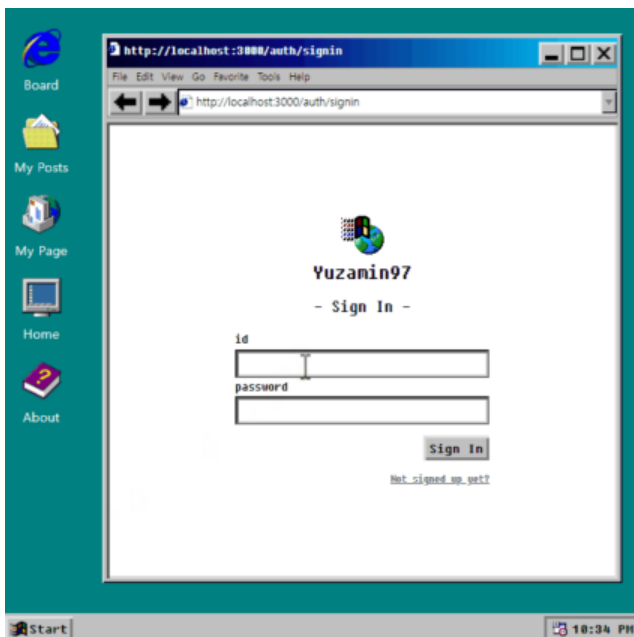 Board
My Posts
My Page
Home
About
http://localhost:3000/auth/signin
File Edit View Go Favorite Tools Help
http://localhost:3000/auth/signin
Yuzamin97
- Sign In -
id
password
Sign In
Not signed up yet?
Start
10:34 PM